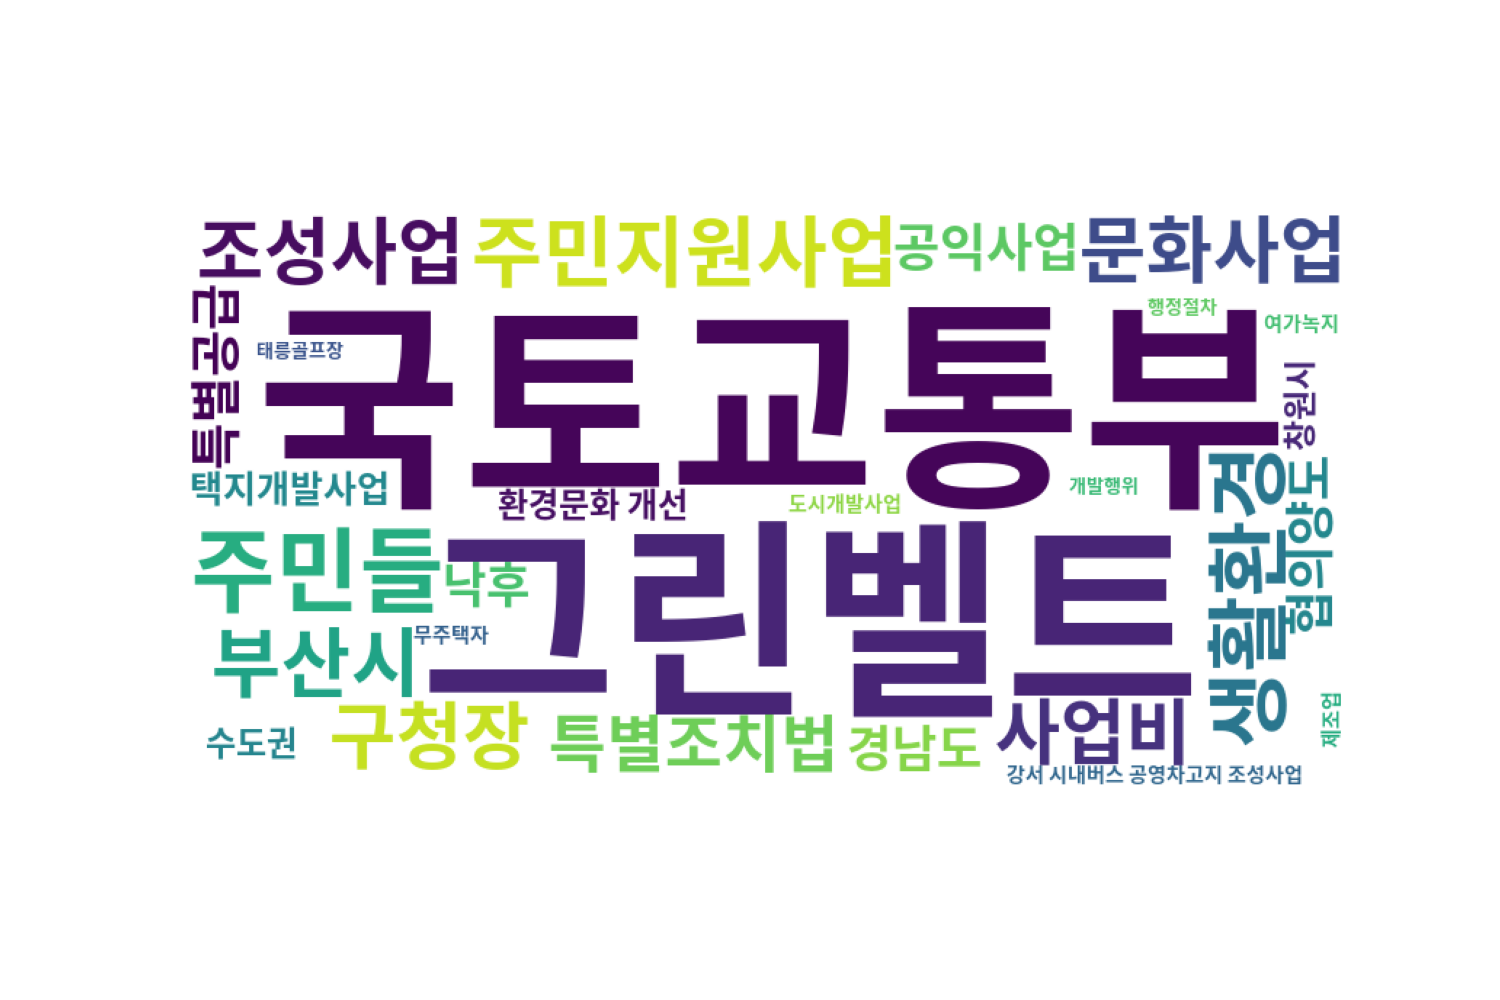 조성사업
주민지원사업
공익사업
문화사업
특별공급
태릉골프장
국토교통부
행정절차
여가녹지
창원시
택지개발사업
환경문화 개선
도시개발사업
개발행위
생활환경
협의양도
주민들
낙후
그린벨트
부산시
무주택자
수도권
구청장
특별조치법
경남도
사업비
제조업
강서 시내버스 공영차고지 조성사업